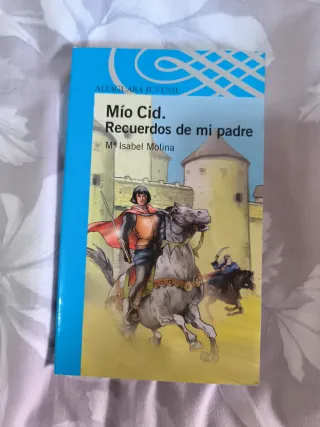 ALFAGUARA JUVENIL
Mío Cid.
Recuerdos de mi padre
Mª Isabel Molina